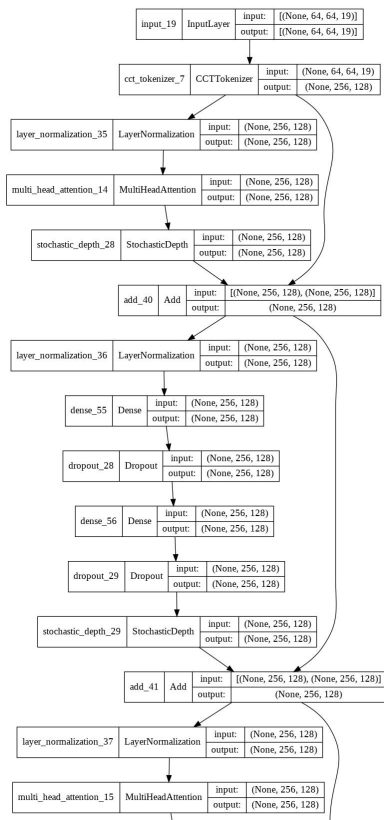 input_19 InputLayer input: [(None, 64, 64, 19)]
output: [(None, 64, 64, 19)]
cct_tokenizer_7 CCTTokenizer input: (None, 64, 64, 19)
output: (None, 256, 128)
layer_normalization_35 LayerNormalization input: (None, 256, 128)
output: (None, 256, 128)
multi_head_attention_14 MultiHeadAttention input: (None, 256, 128)
output: (None, 256, 128)
stochastic_depth_28 StochasticDepth input: (None, 256, 128)
output: (None, 256, 128)
add_40 Add input: [(None, 256, 128), (None, 256, 128)]
output: (None, 256, 128)
layer_normalization_36 LayerNormalization input: (None, 256, 128)
output: (None, 256, 128)
dense_55 Dense input: (None, 256, 128)
output: (None, 256, 128)
dropout_28 Dropout input: (None, 256, 128)
output: (None, 256, 128)
dense_56 Dense input: (None, 256, 128)
output: (None, 256, 128)
dropout_29 Dropout input: (None, 256, 128)
output: (None, 256, 128)
stochastic_depth_29 StochasticDepth input: (None, 256, 128)
output: (None, 256, 128)
add_41 Add input: [(None, 256, 128), (None, 256, 128)]
output: (None, 256, 128)
layer_normalization_37 LayerNormalization input: (None, 256, 128)
output: (None, 256, 128)
multi_head_attention_15 MultiHeadAttention input: (None, 256, 128)
output: (None, 256, 128)